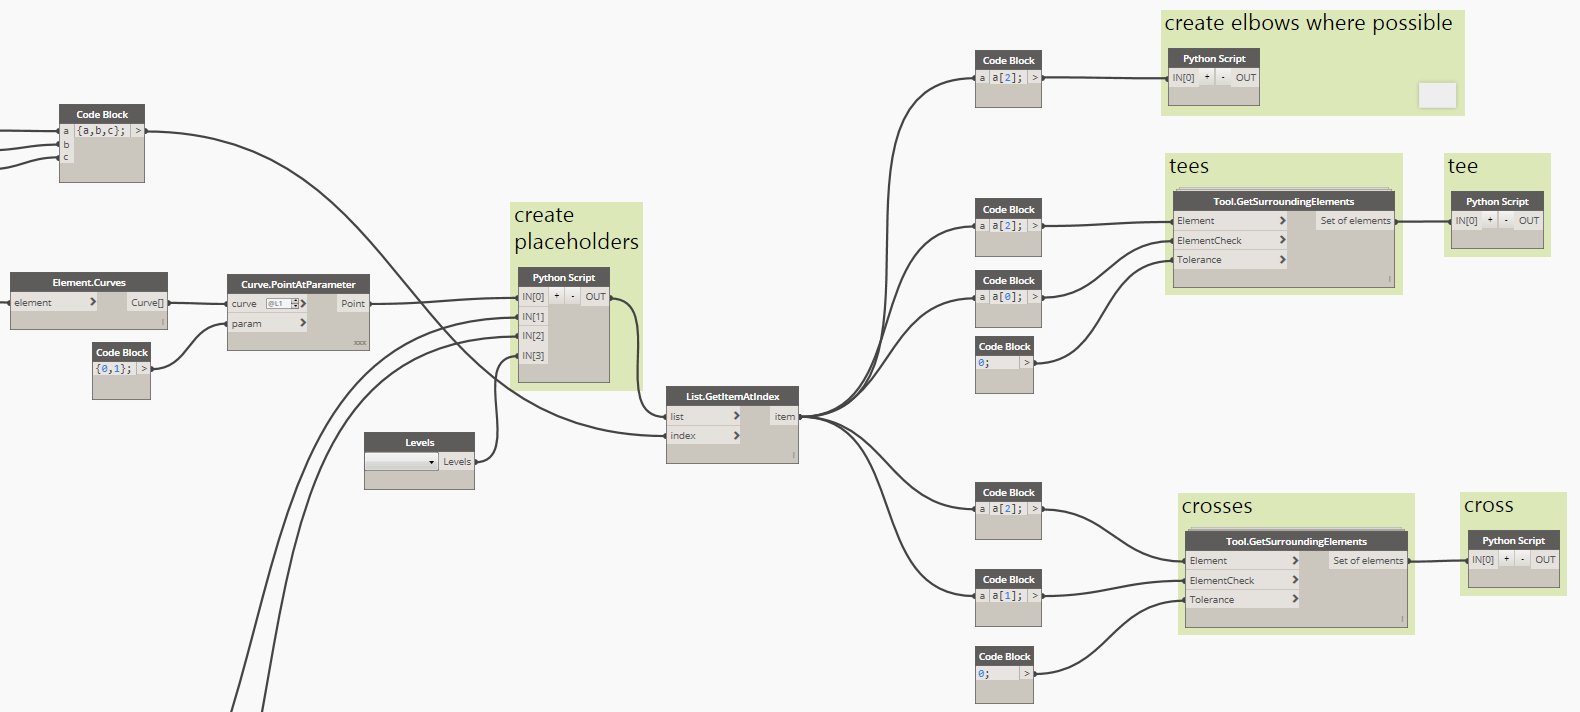 create elbows where possible
Code Block
a a[2]; >
Python Script
IN[0] + - OUT
Code Block
a {a,b,c}; >
b
c
tees
Code Block
a a[2]; >
Tool.GetSurroundingElements
Element > Set of elements
ElementCheck >
Tolerance >
l
tee
Python Script
IN[0] + - OUT
create
placeholders
Python Script
IN[0] + - OUT
IN[1]
IN[2]
IN[3]
Element.Curves
element > Curve[]
l
Curve.PointAtParameter
curve @L1 > Point
param >
xxx
Code Block
{0,1}; >
Code Block
a a[0]; >
Code Block
0; >
List.GetItemAtIndex
list > item
index >
l
Levels
Levels
Code Block
a a[2]; >
crosses
Tool.GetSurroundingElements
Element > Set of elements
ElementCheck >
Tolerance >
l
cross
Python Script
IN[0] + - OUT
Code Block
a a[1]; >
Code Block
0; >